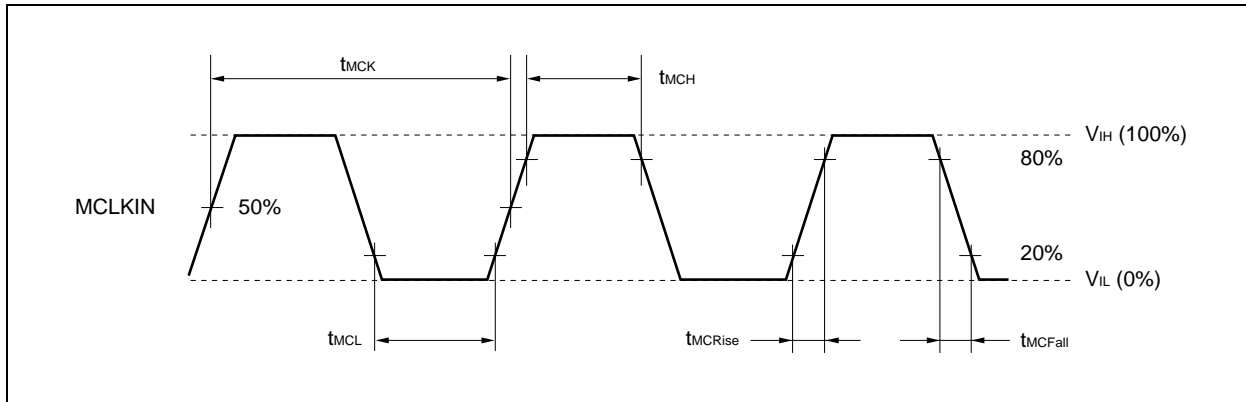 tMCK
tMCH
VIH (100%)
80%
MCLKIN
50%
20%
VIL (0%)
tMCL
tMCRise
tMCFall